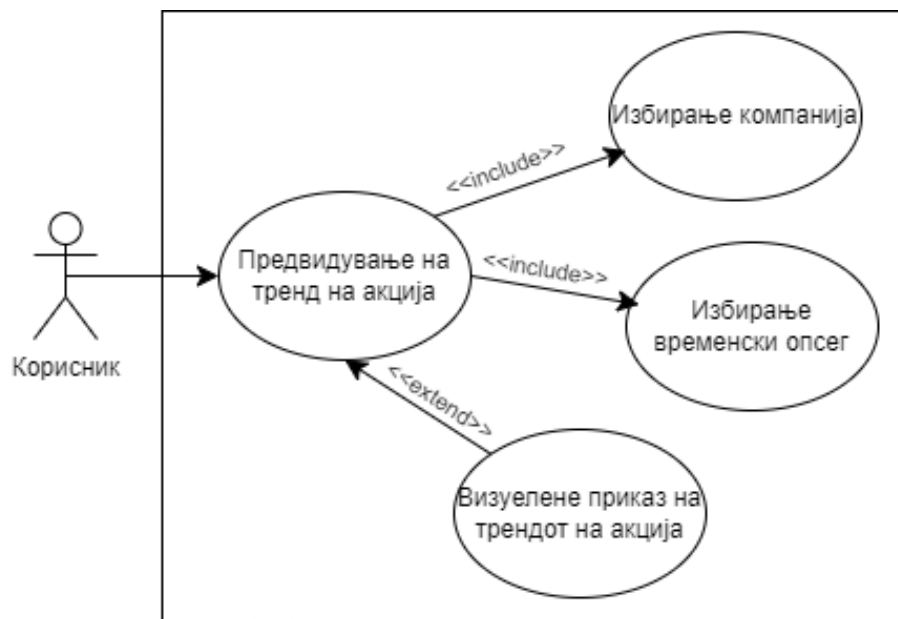 Избирање компанија
<<include>>
Предвидување на
тренд на акција
<<include>>
Избирање
временски опсег
Корисник
<<extend>>
Визуелене приказ на
трендот на акција